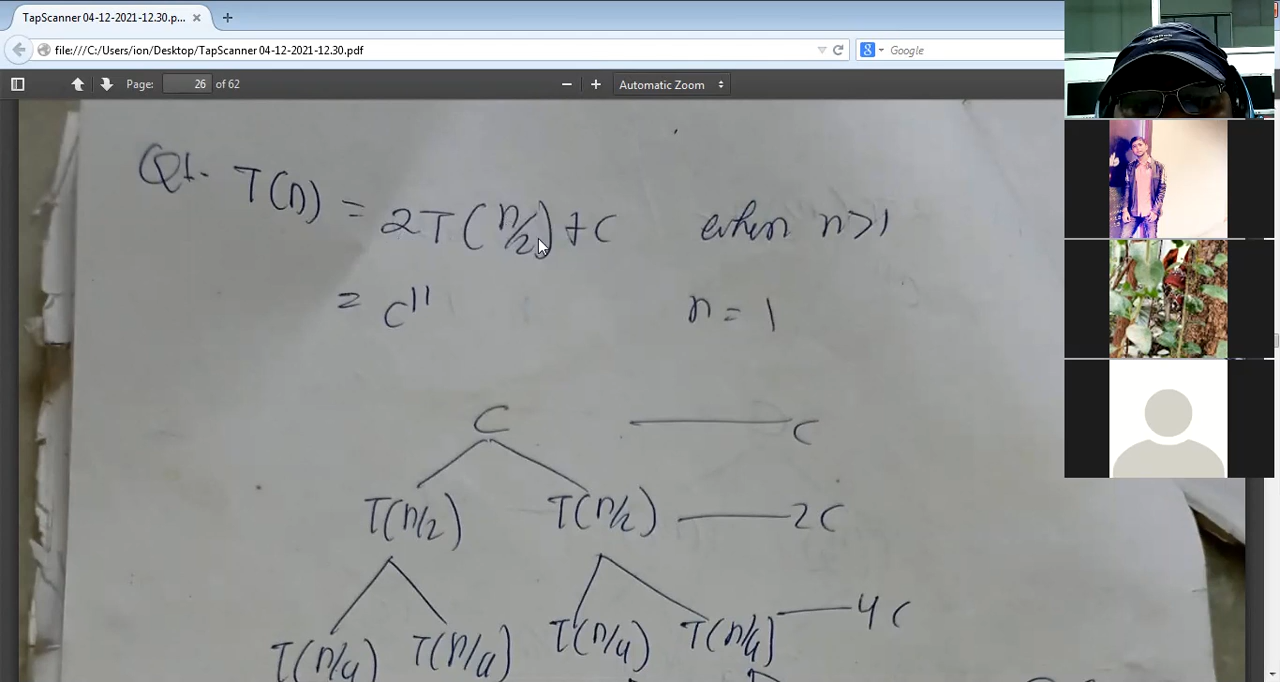 TapScanner 04-12-2021-12.30.p...
file:///C:/Users/ion/Desktop/TapScanner 04-12-2021-12.30.pdf
Google
Page: 26 of 62
Automatic Zoom
Q1. T(n) = 2T(n/2) + C when n>1
= C" n = 1
C C
T(n/2) T(n/2) 2C
T(n/4) T(n/4) T(n/4) T(n/4) 4C